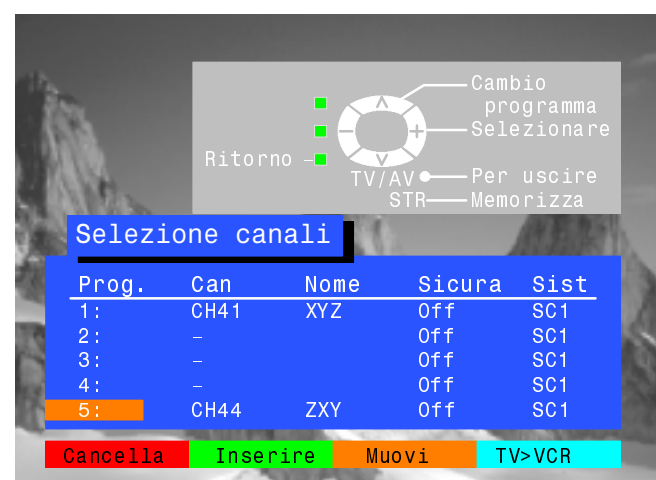 Cambio
programma
Selezionare
Ritorno
TV/AV Per uscire
STR Memorizza
Selezione canali
Prog. Can Nome Sicura Sist
1: CH41 XYZ Off SC1
2: – Off SC1
3: – Off SC1
4: – Off SC1
5: CH44 ZXY Off SC1
Cancella Inserire Muovi TV>VCR